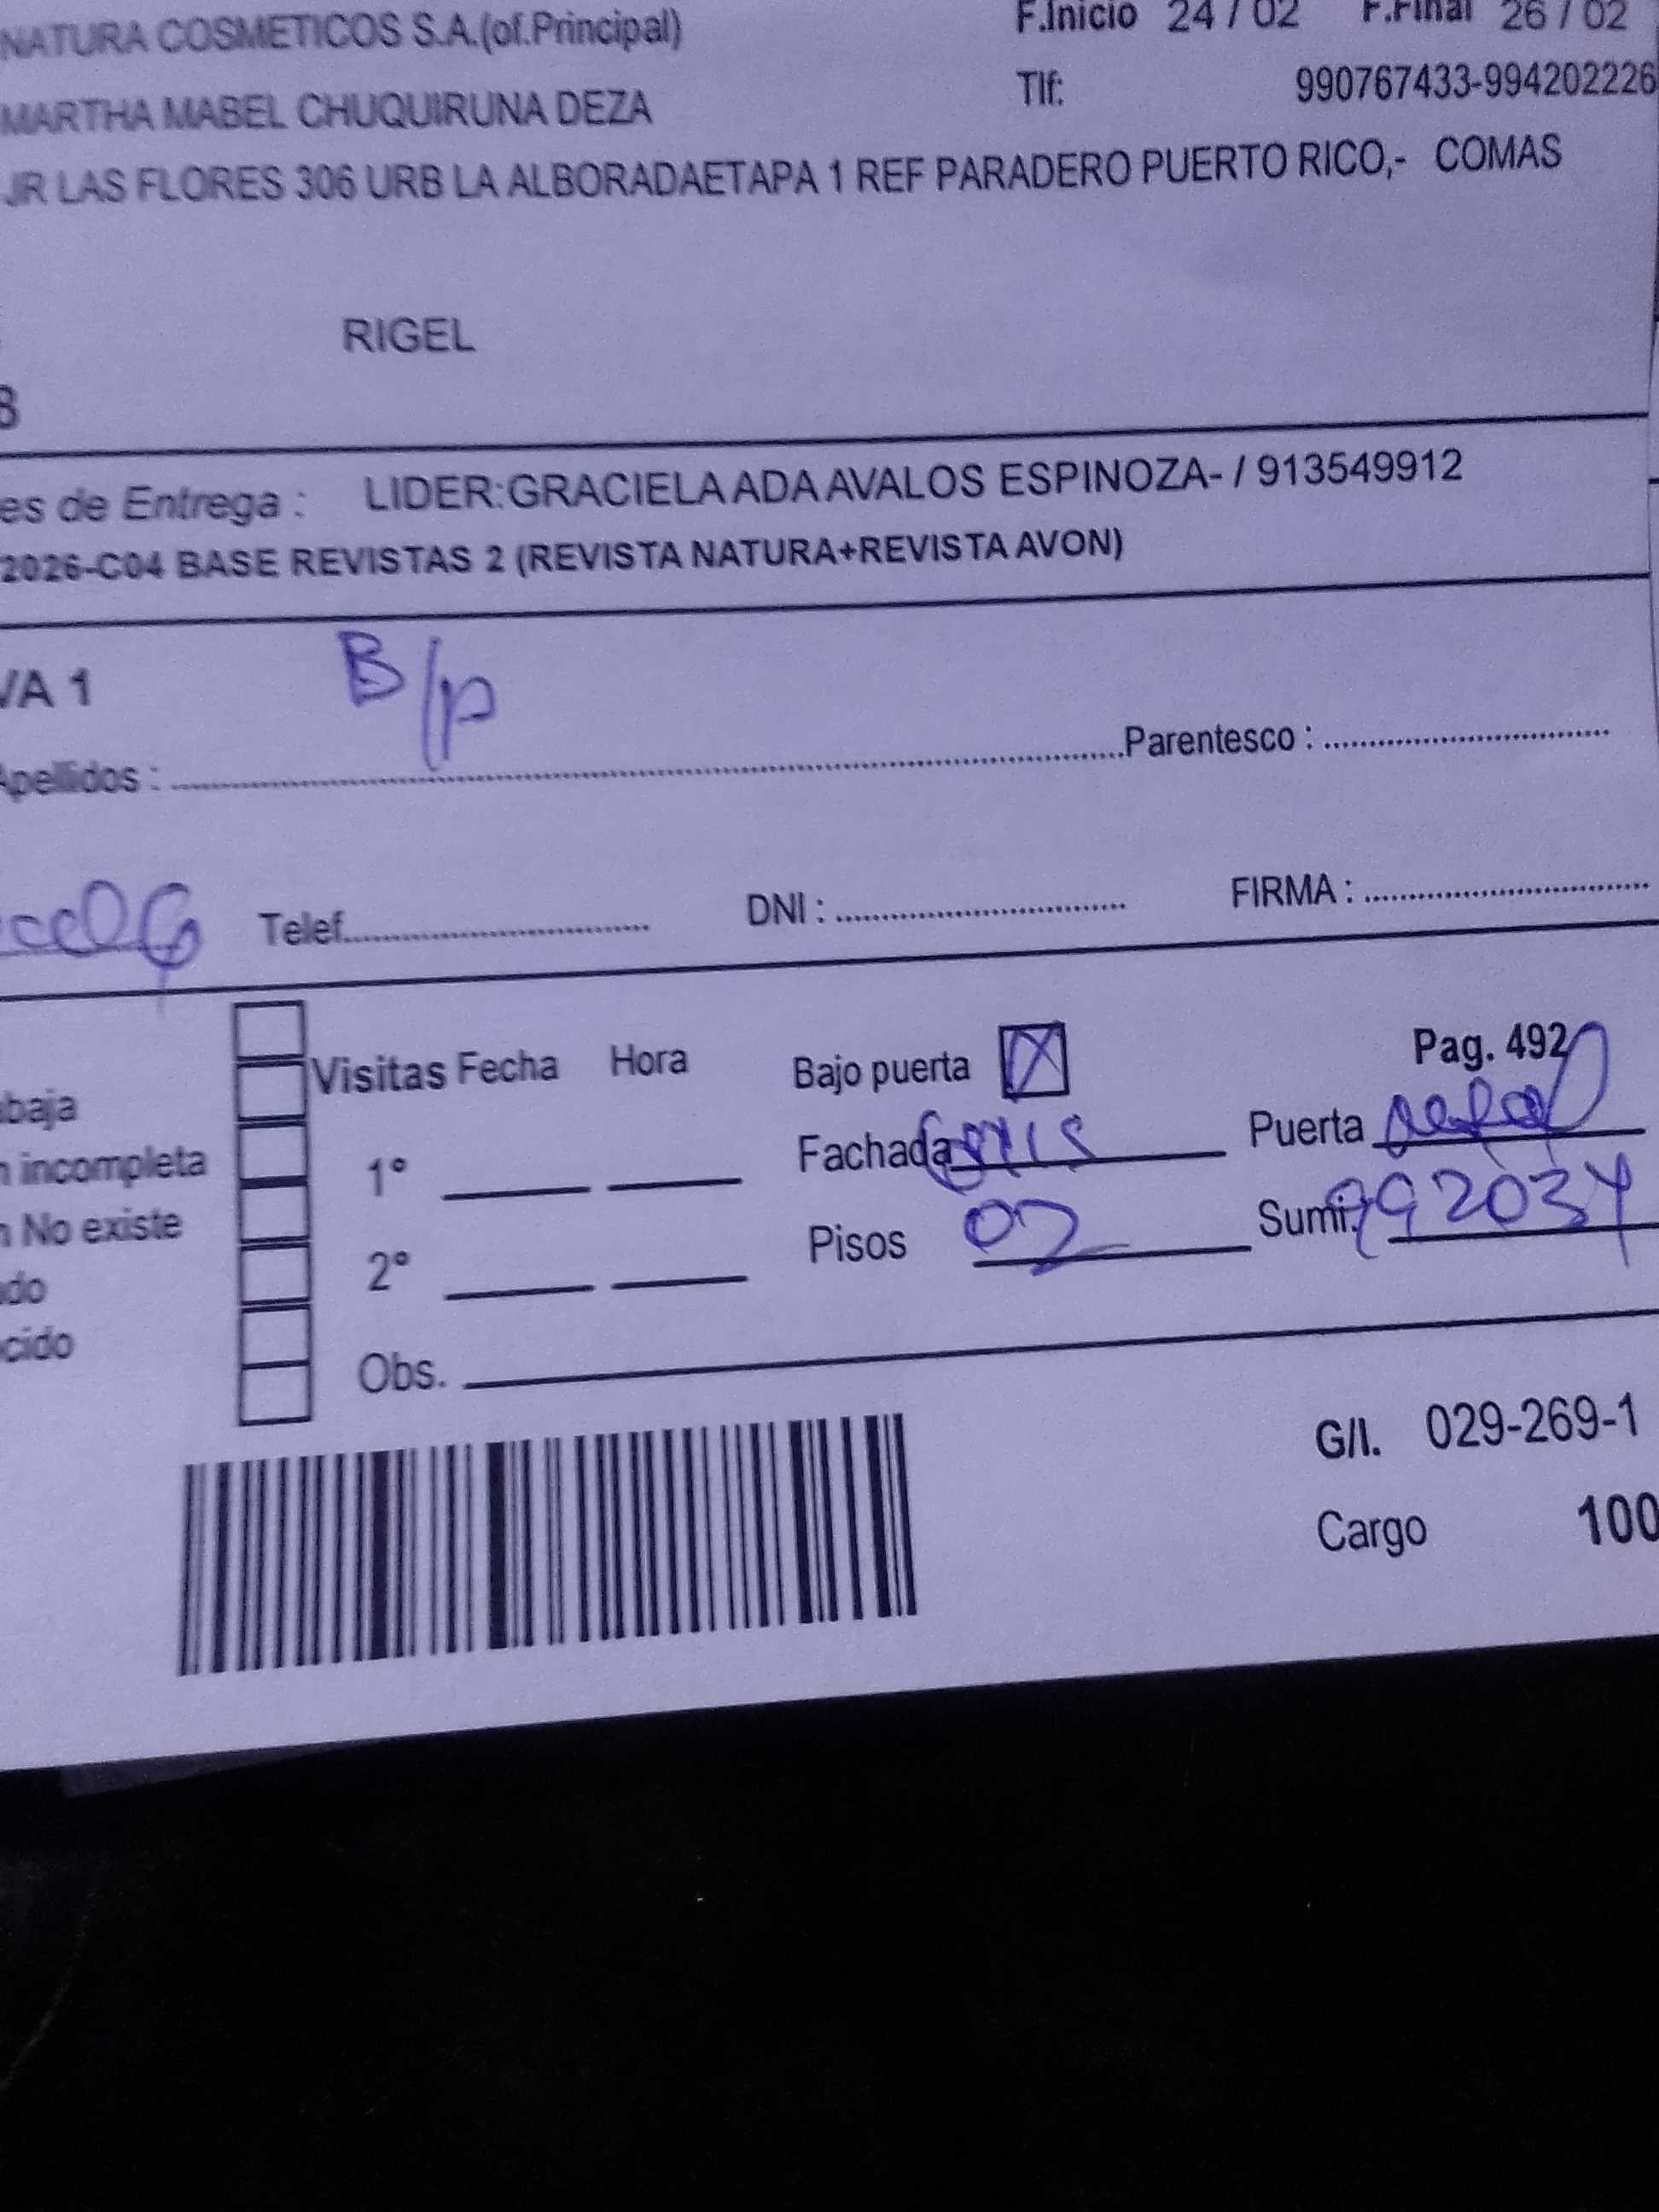 NATURA COSMETICOS S.A.(of.Principal) F.Inicio 24 / 02 F.Final 26 / 02
MARTHA MABEL CHUQUIRUNA DEZA Tlf: 990767433-994202226
JR LAS FLORES 306 URB LA ALBORADAETAPA 1 REF PARADERO PUERTO RICO,- COMAS
RIGEL
es de Entrega : LIDER:GRACIELA ADA AVALOS ESPINOZA- / 913549912
2026-C04 BASE REVISTAS 2 (REVISTA NATURA+REVISTA AVON)
VA 1 B/p
Apellidos : Parentesco :
Telef. DNI : FIRMA :
Visitas Fecha Hora Bajo puerta X Pag. 492
baja
1° Fachada Gris Puerta
n incompleta
n No existe
2° Pisos 02 Sumi. 992034
do
cido
Obs.
G/I. 029-269-1
Cargo 100